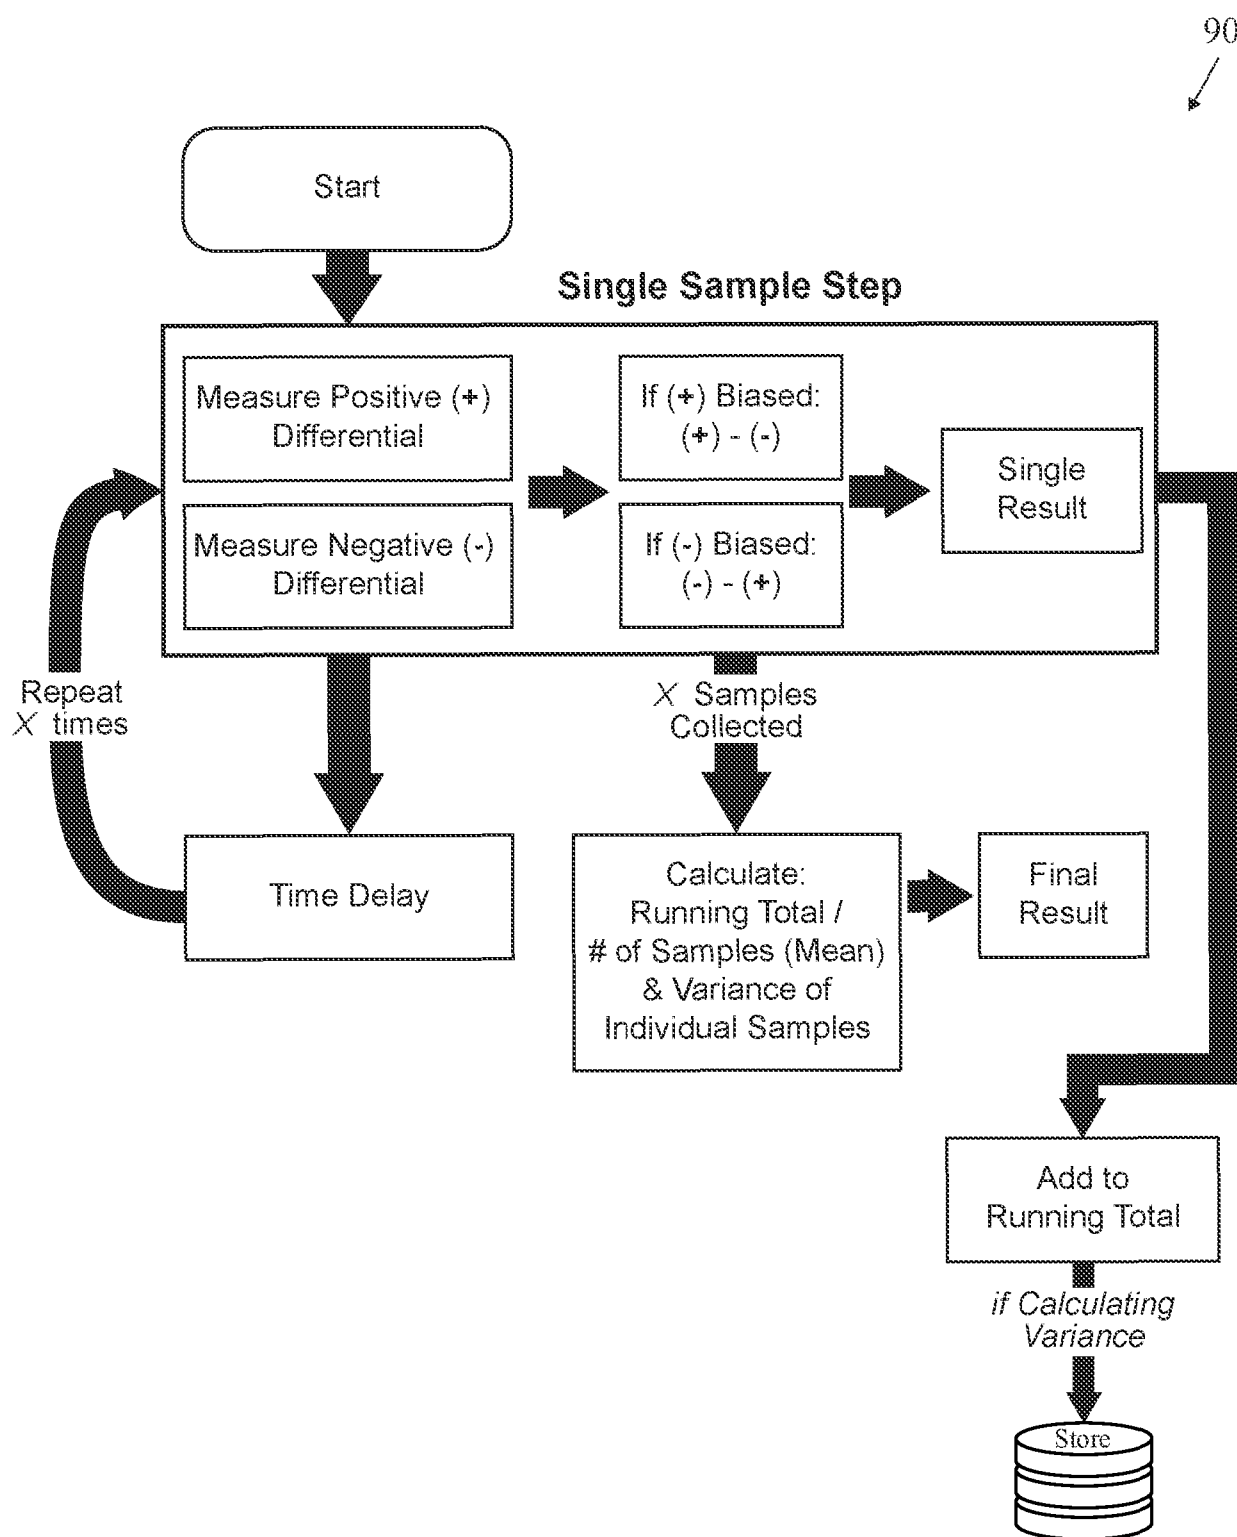 90
Start
Single Sample Step
Measure Positive (+)
Differential
If (+) Biased:
(+) - (-)
Single
Result
Measure Negative (-)
Differential
If (-) Biased:
(-) - (+)
Repeat
X times
X Samples
Collected
Time Delay
Calculate:
Running Total /
# of Samples (Mean)
& Variance of
Individual Samples
Final
Result
Add to
Running Total
if Calculating
Variance
Store